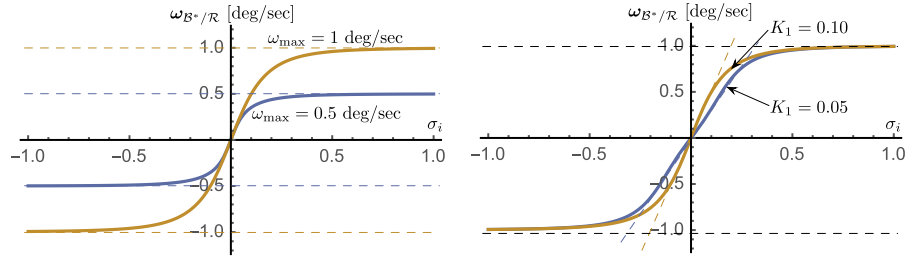 ω_{B*/R} [deg/sec]
1.0
ω_max = 1 deg/sec
0.5
ω_max = 0.5 deg/sec
σ_i
-1.0 -0.5 0.5 1.0
-0.5
-1.0
ω_{B*/R} [deg/sec]
1.0
K_1 = 0.10
0.5
K_1 = 0.05
σ_i
-1.0 -0.5 0.5 1.0
-0.5
-1.0